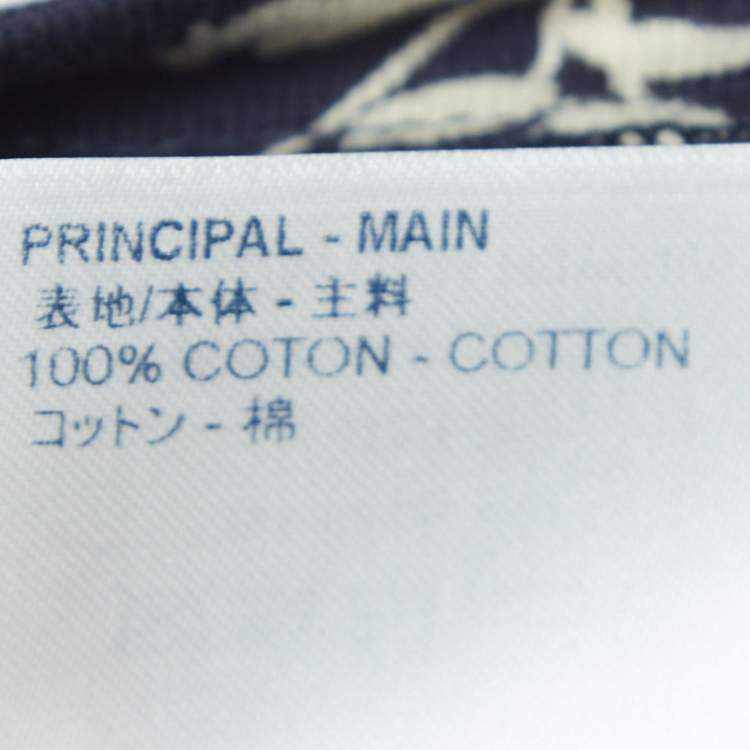 PRINCIPAL - MAIN
表地/本体 - 主料
100% COTON - COTTON
コットン - 棉